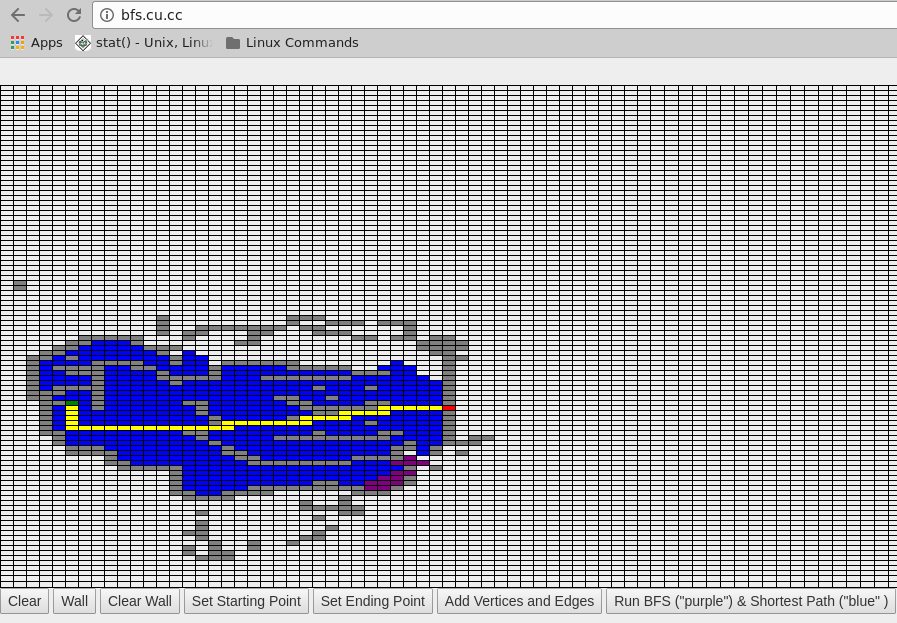 bfs.cu.cc
Apps stat() - Unix, Linu Linux Commands
Clear Wall Clear Wall Set Starting Point Set Ending Point Add Vertices and Edges Run BFS ("purple") & Shortest Path ("blue" )